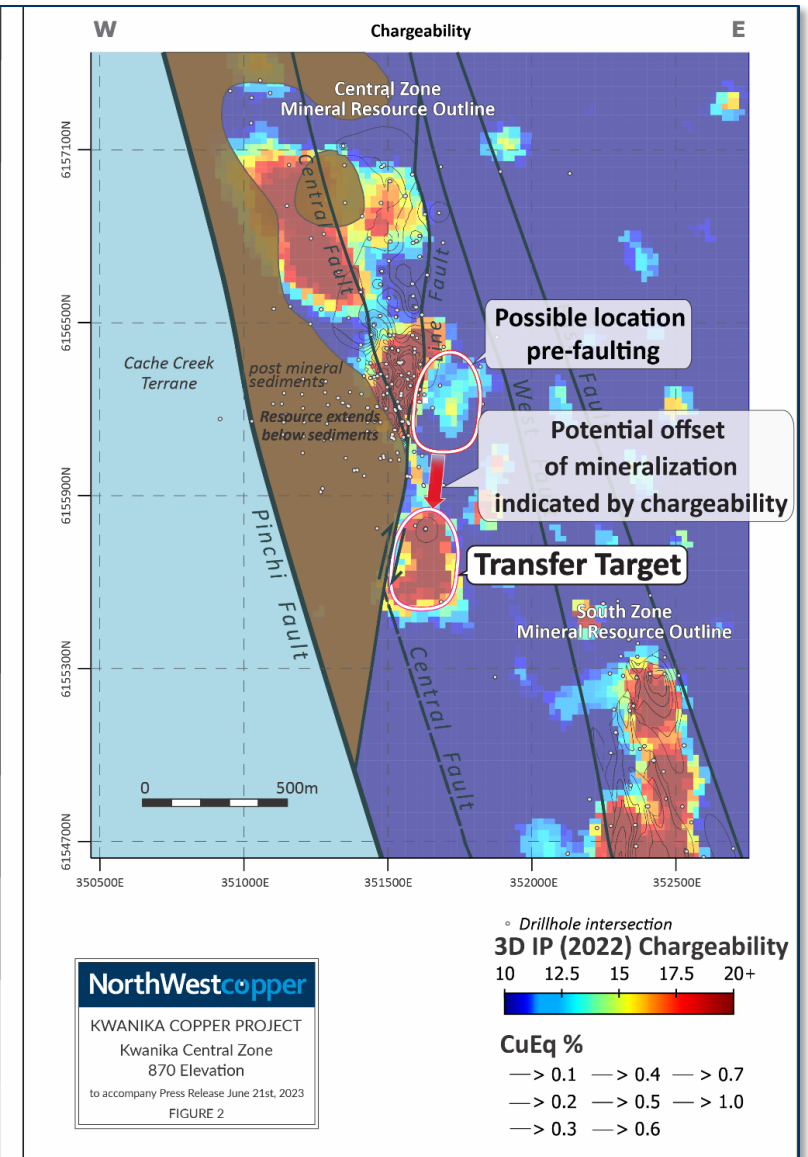 W
Chargeability
E
Central Zone
Mineral Resource Outline
6157100N
Central Fault
Fault
6156500N
Possible location
pre-faulting
Cache Creek
Terrane
post mineral
sediments
Resource extends
below sediments
West
Fau
Potential offset
of mineralization
indicated by chargeability
6155900N
Pinchi Fault
Transfer Target
South Zone
Mineral Resource Outline
6155300N
Central Fault
0
500m
6154700N
350500E
351000E
351500E
352000E
352500E
Drillhole intersection
3D IP (2022) Chargeability
10 12.5 15 17.5 20+
CuEq %
> 0.1 > 0.4 > 0.7
> 0.2 > 0.5 > 1.0
> 0.3 > 0.6
NorthWestcopper
KWANIKA COPPER PROJECT
Kwanika Central Zone
870 Elevation
to accompany Press Release June 21st, 2023
FIGURE 2